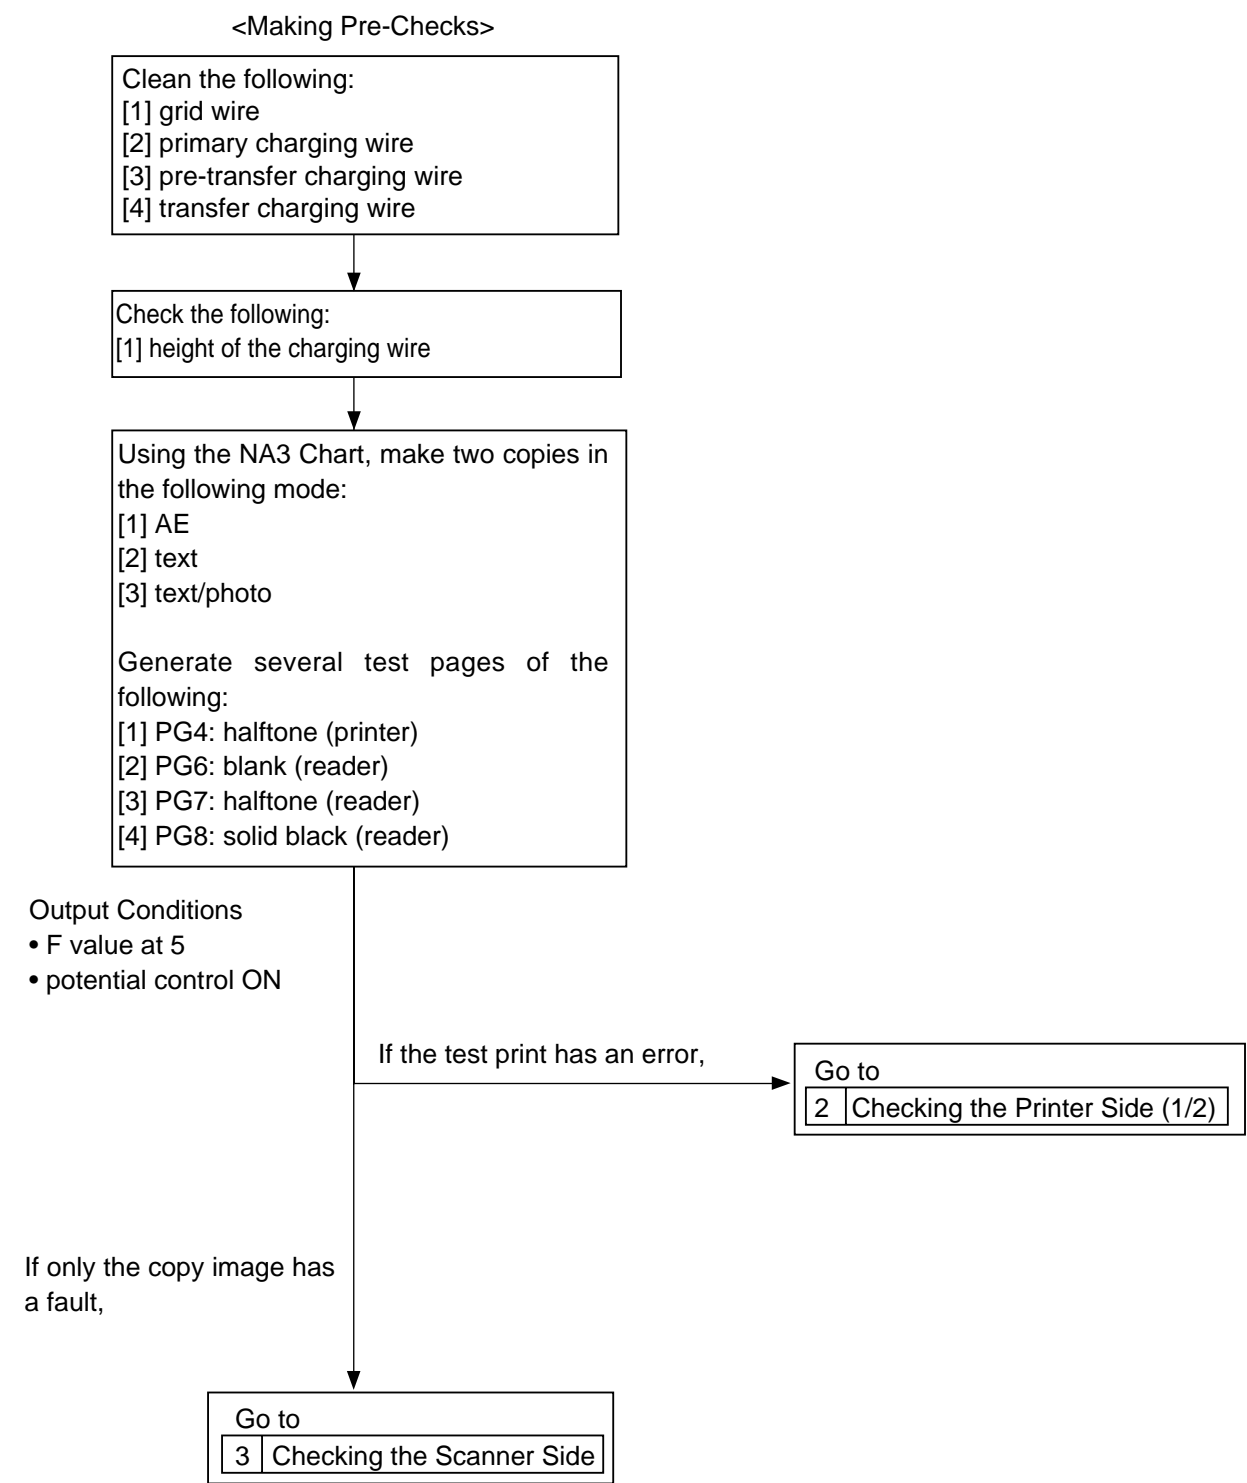 <Making Pre-Checks>
Clean the following:
[1] grid wire
[2] primary charging wire
[3] pre-transfer charging wire
[4] transfer charging wire
Check the following:
[1] height of the charging wire
Using the NA3 Chart, make two copies in
the following mode:
[1] AE
[2] text
[3] text/photo
Generate several test pages of the
following:
[1] PG4: halftone (printer)
[2] PG6: blank (reader)
[3] PG7: halftone (reader)
[4] PG8: solid black (reader)
Output Conditions
• F value at 5
• potential control ON
If the test print has an error,
Go to
2 Checking the Printer Side (1/2)
If only the copy image has
a fault,
Go to
3 Checking the Scanner Side